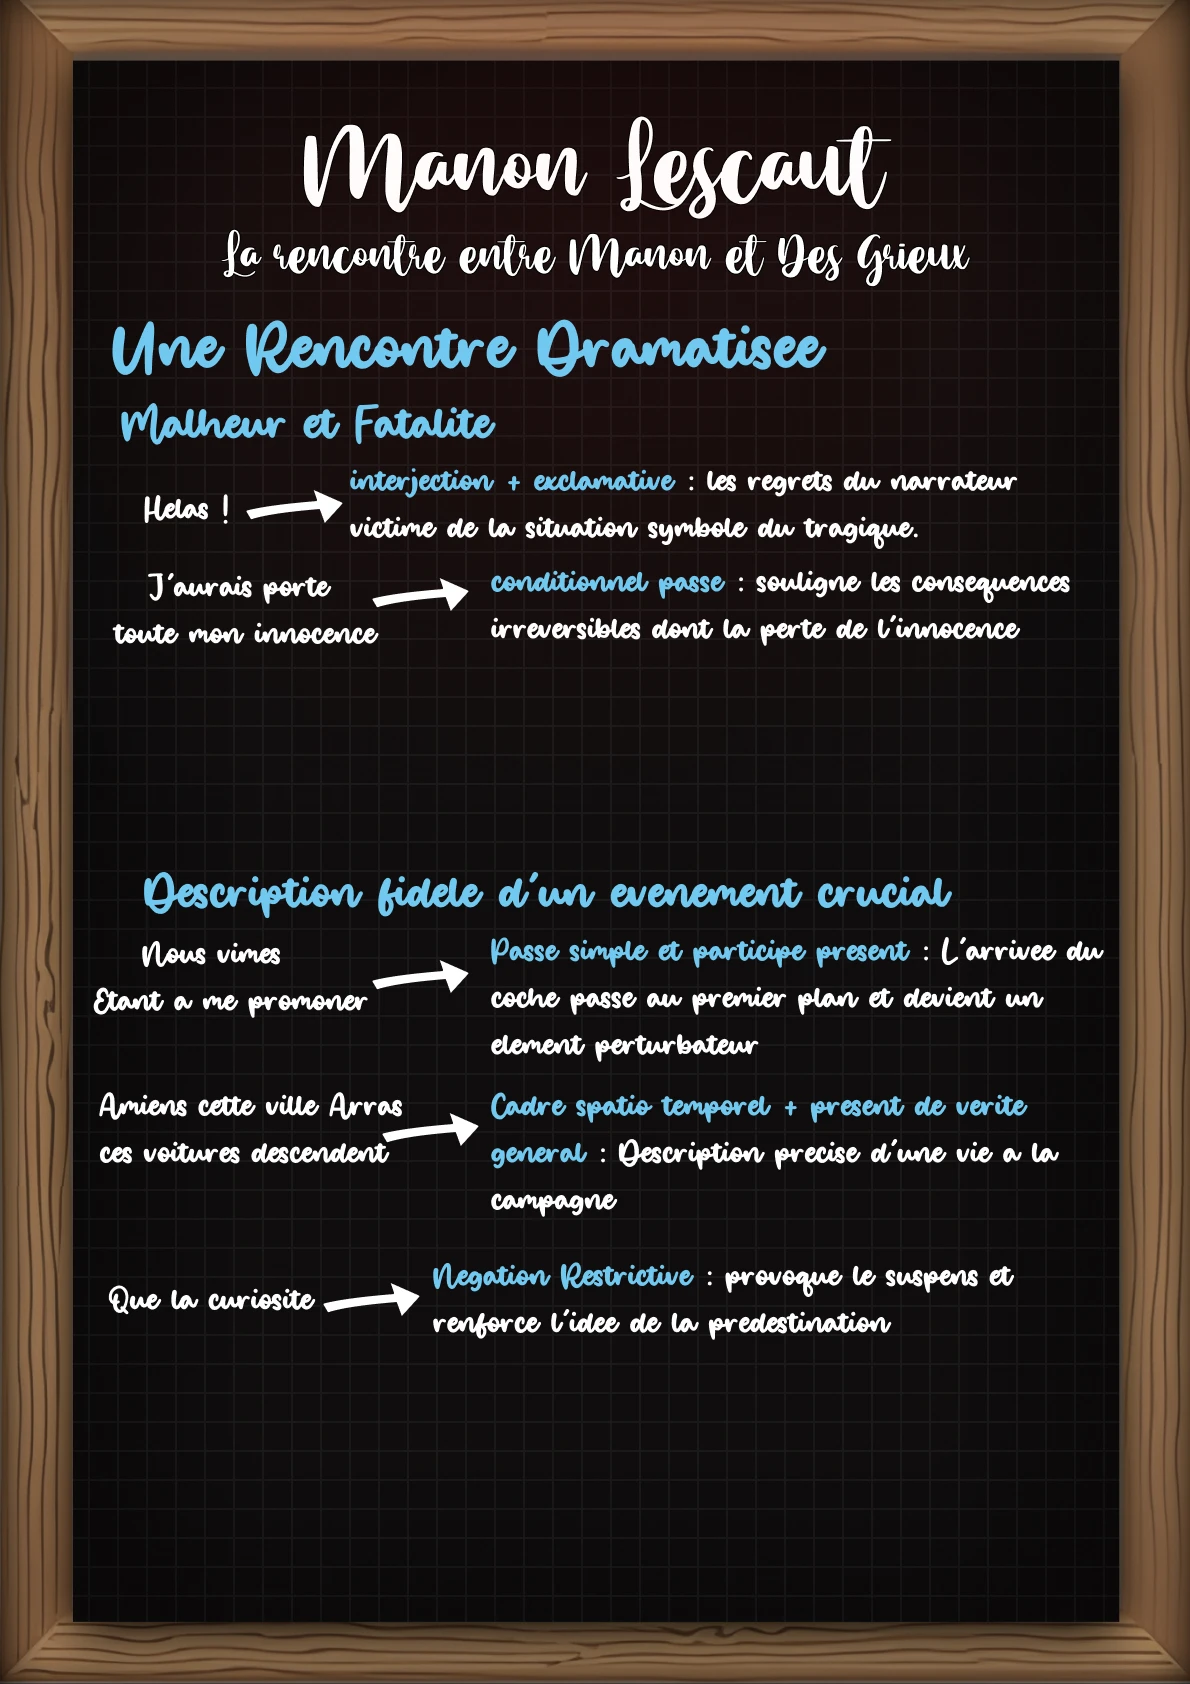 Manon Lescaut
La rencontre entre Manon et Des Grieux
Une Rencontre Dramatisee
Malheur et Fatalite
Helas !
interjection + exclamative : les regrets du narrateur
victime de la situation symbole du tragique.
J'aurais porte
toute mon innocence
conditionnel passe : souligne les consequences
irreversibles dont la perte de l'innocence
Description fidele d'un evenement crucial
Nous vimes
Etant a me promoner
Passe simple et participe present : L'arrivee du
coche passe au premier plan et devient un
element perturbateur
Amiens cette ville Arras
ces voitures descendent
Cadre spatio temporel + present de verite
general : Description precise d'une vie a la
campagne
Que la curiosite
Negation Restrictive : provoque le suspens et
renforce l'idee de la predestination